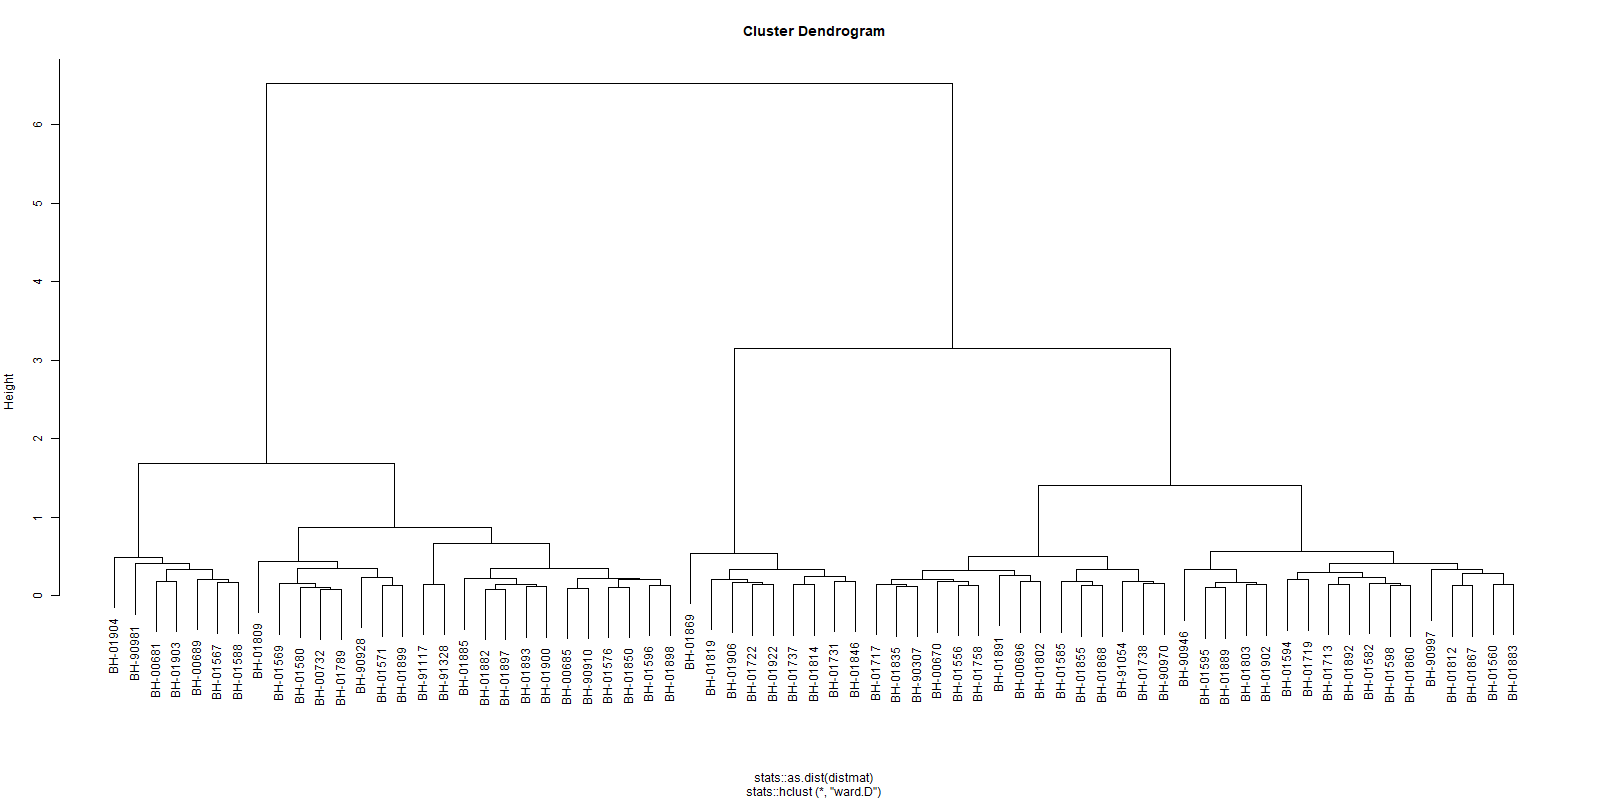 Cluster Dendrogram
Height
0
1
2
3
4
5
6
BH-01904
BH-90981
BH-00681
BH-01903
BH-00689
BH-01567
BH-01588
BH-01809
BH-01569
BH-01580
BH-00732
BH-01789
BH-90928
BH-01571
BH-01899
BH-91117
BH-91328
BH-01885
BH-01882
BH-01897
BH-01893
BH-01900
BH-00685
BH-90910
BH-01576
BH-01850
BH-01596
BH-01898
BH-01869
BH-01819
BH-01906
BH-01722
BH-01922
BH-01737
BH-01814
BH-01731
BH-01846
BH-01717
BH-01835
BH-90307
BH-00670
BH-01556
BH-01758
BH-01891
BH-00696
BH-01802
BH-01585
BH-01855
BH-01868
BH-91054
BH-01738
BH-90970
BH-90946
BH-01595
BH-01889
BH-01803
BH-01902
BH-01594
BH-01719
BH-01713
BH-01892
BH-01582
BH-01598
BH-01860
BH-90997
BH-01812
BH-01867
BH-01560
BH-01883
stats::as.dist(distmat)
stats::hclust (*, "ward.D")